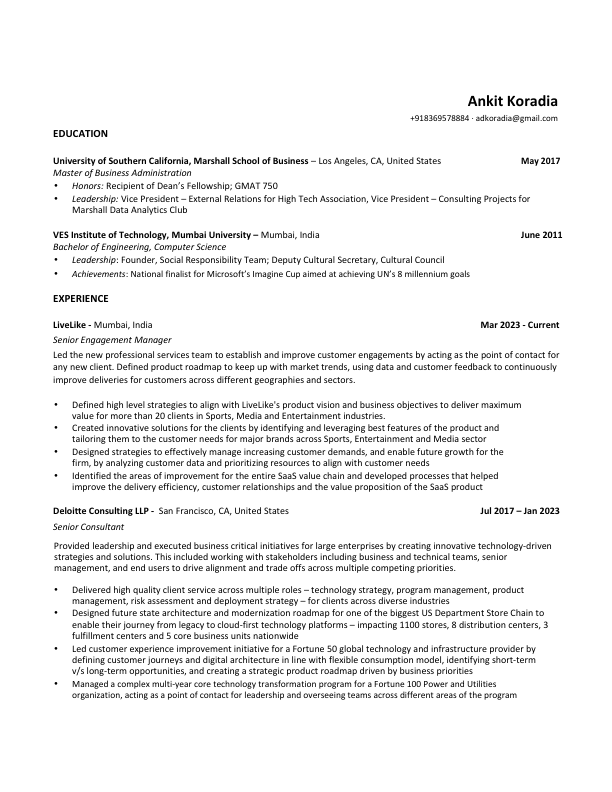 Ankit Koradia
+918369578884 · adkoradia@gmail.com
EDUCATION
University of Southern California, Marshall School of Business – Los Angeles, CA, United States May 2017
Master of Business Administration
• Honors: Recipient of Dean’s Fellowship; GMAT 750
• Leadership: Vice President – External Relations for High Tech Association, Vice President – Consulting Projects for
Marshall Data Analytics Club
VES Institute of Technology, Mumbai University – Mumbai, India June 2011
Bachelor of Engineering, Computer Science
• Leadership: Founder, Social Responsibility Team; Deputy Cultural Secretary, Cultural Council
• Achievements: National finalist for Microsoft’s Imagine Cup aimed at achieving UN’s 8 millennium goals
EXPERIENCE
LiveLike - Mumbai, India Mar 2023 - Current
Senior Engagement Manager
Led the new professional services team to establish and improve customer engagements by acting as the point of contact for
any new client. Defined product roadmap to keep up with market trends, using data and customer feedback to continuously
improve deliveries for customers across different geographies and sectors.
• Defined high level strategies to align with LiveLike's product vision and business objectives to deliver maximum
value for more than 20 clients in Sports, Media and Entertainment industries.
• Created innovative solutions for the clients by identifying and leveraging best features of the product and
tailoring them to the customer needs for major brands across Sports, Entertainment and Media sector
• Designed strategies to effectively manage increasing customer demands, and enable future growth for the
firm, by analyzing customer data and prioritizing resources to align with customer needs
• Identified the areas of improvement for the entire SaaS value chain and developed processes that helped
improve the delivery efficiency, customer relationships and the value proposition of the SaaS product
Deloitte Consulting LLP - San Francisco, CA, United States Jul 2017 – Jan 2023
Senior Consultant
Provided leadership and executed business critical initiatives for large enterprises by creating innovative technology-driven
strategies and solutions. This included working with stakeholders including business and technical teams, senior
management, and end users to drive alignment and trade offs across multiple competing priorities.
• Delivered high quality client service across multiple roles – technology strategy, program management, product
management, risk assessment and deployment strategy – for clients across diverse industries
• Designed future state architecture and modernization roadmap for one of the biggest US Department Store Chain to
enable their journey from legacy to cloud-first technology platforms – impacting 1100 stores, 8 distribution centers, 3
fulfillment centers and 5 core business units nationwide
• Led customer experience improvement initiative for a Fortune 50 global technology and infrastructure provider by
defining customer journeys and digital architecture in line with flexible consumption model, identifying short-term
v/s long-term opportunities, and creating a strategic product roadmap driven by business priorities
• Managed a complex multi-year core technology transformation program for a Fortune 100 Power and Utilities
organization, acting as a point of contact for leadership and overseeing teams across different areas of the program